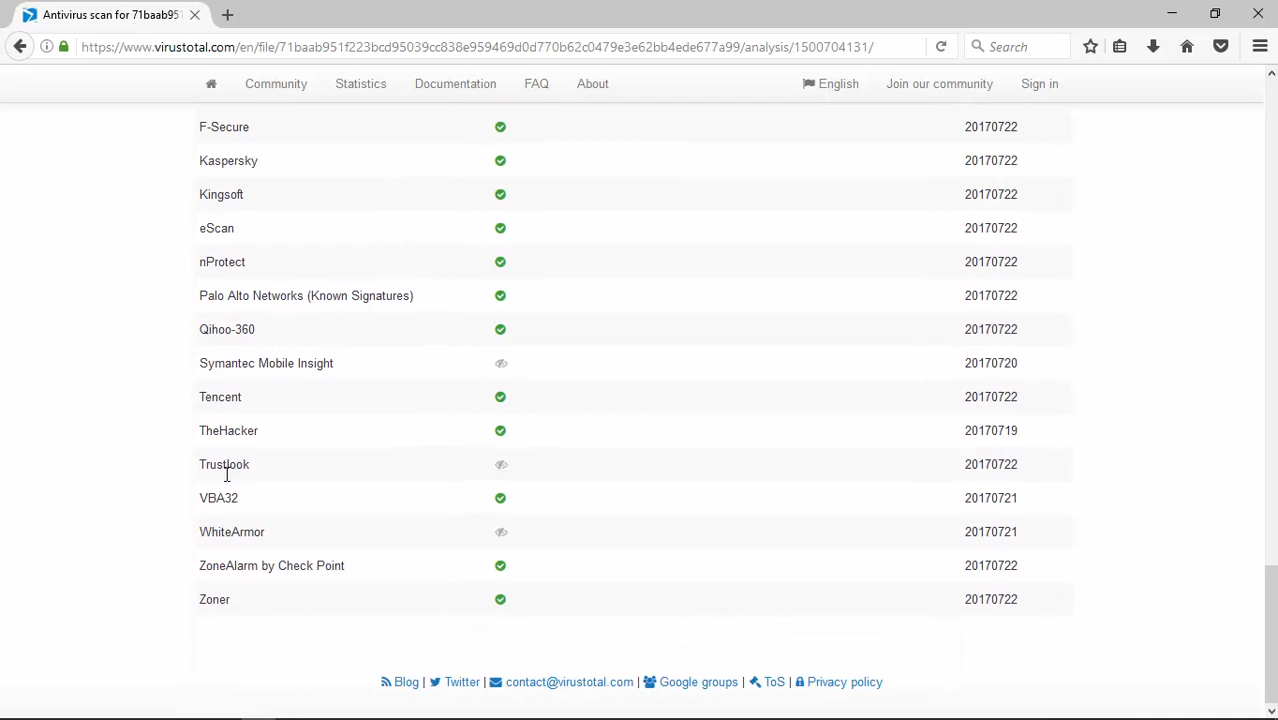 Antivirus scan for 71baab951
https://www.virustotal.com/en/file/71baab951f223bcd95039cc838e959469d0d770b62c0479e3e62bb4ede677a99/analysis/1500704131/
Search
Community Statistics Documentation FAQ About English Join our community Sign in
F-Secure 20170722
Kaspersky 20170722
Kingsoft 20170722
eScan 20170722
nProtect 20170722
Palo Alto Networks (Known Signatures) 20170722
Qihoo-360 20170722
Symantec Mobile Insight 20170720
Tencent 20170722
TheHacker 20170719
Trustlook 20170722
VBA32 20170721
WhiteArmor 20170721
ZoneAlarm by Check Point 20170722
Zoner 20170722
Blog | Twitter | contact@virustotal.com | Google groups | ToS | Privacy policy